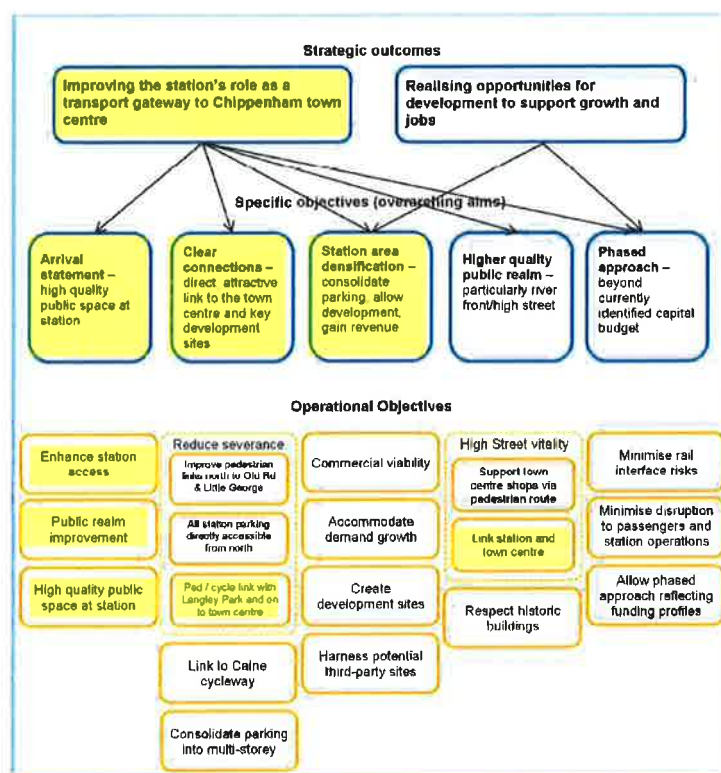 Strategic outcomes
Improving the station's role as a
transport gateway to Chippenham town
centre
Realising opportunities for
development to support growth and
jobs
Specific objectives (overarching aims)
Arrival
statement –
high quality
public space at
station
Clear
connections –
direct attractive
link to the town
centre and key
development
sites
Station area
densification –
consolidate
parking, allow
development,
gain revenue
Higher quality
public realm –
particularly river
front/high street
Phased
approach –
beyond
currently
identified capital
budget
Operational Objectives
Enhance station
access
Public realm
improvement
High quality public
space at station
Reduce severance
Improve pedestrian
links north to Old Rd
& Little George
All station parking
directly accessible
from north
Ped / cycle link with
Langley Park and on
to town centre
Link to Calne
cycleway
Consolidate parking
into multi-storey
Commercial viability
Accommodate
demand growth
Create
development sites
Harness potential
third-party sites
High Street vitality
Support town
centre shops via
pedestrian route
Link station and
town centre
Respect historic
buildings
Minimise rail
interface risks
Minimise disruption
to passengers and
station operations
Allow phased
approach reflecting
funding profiles